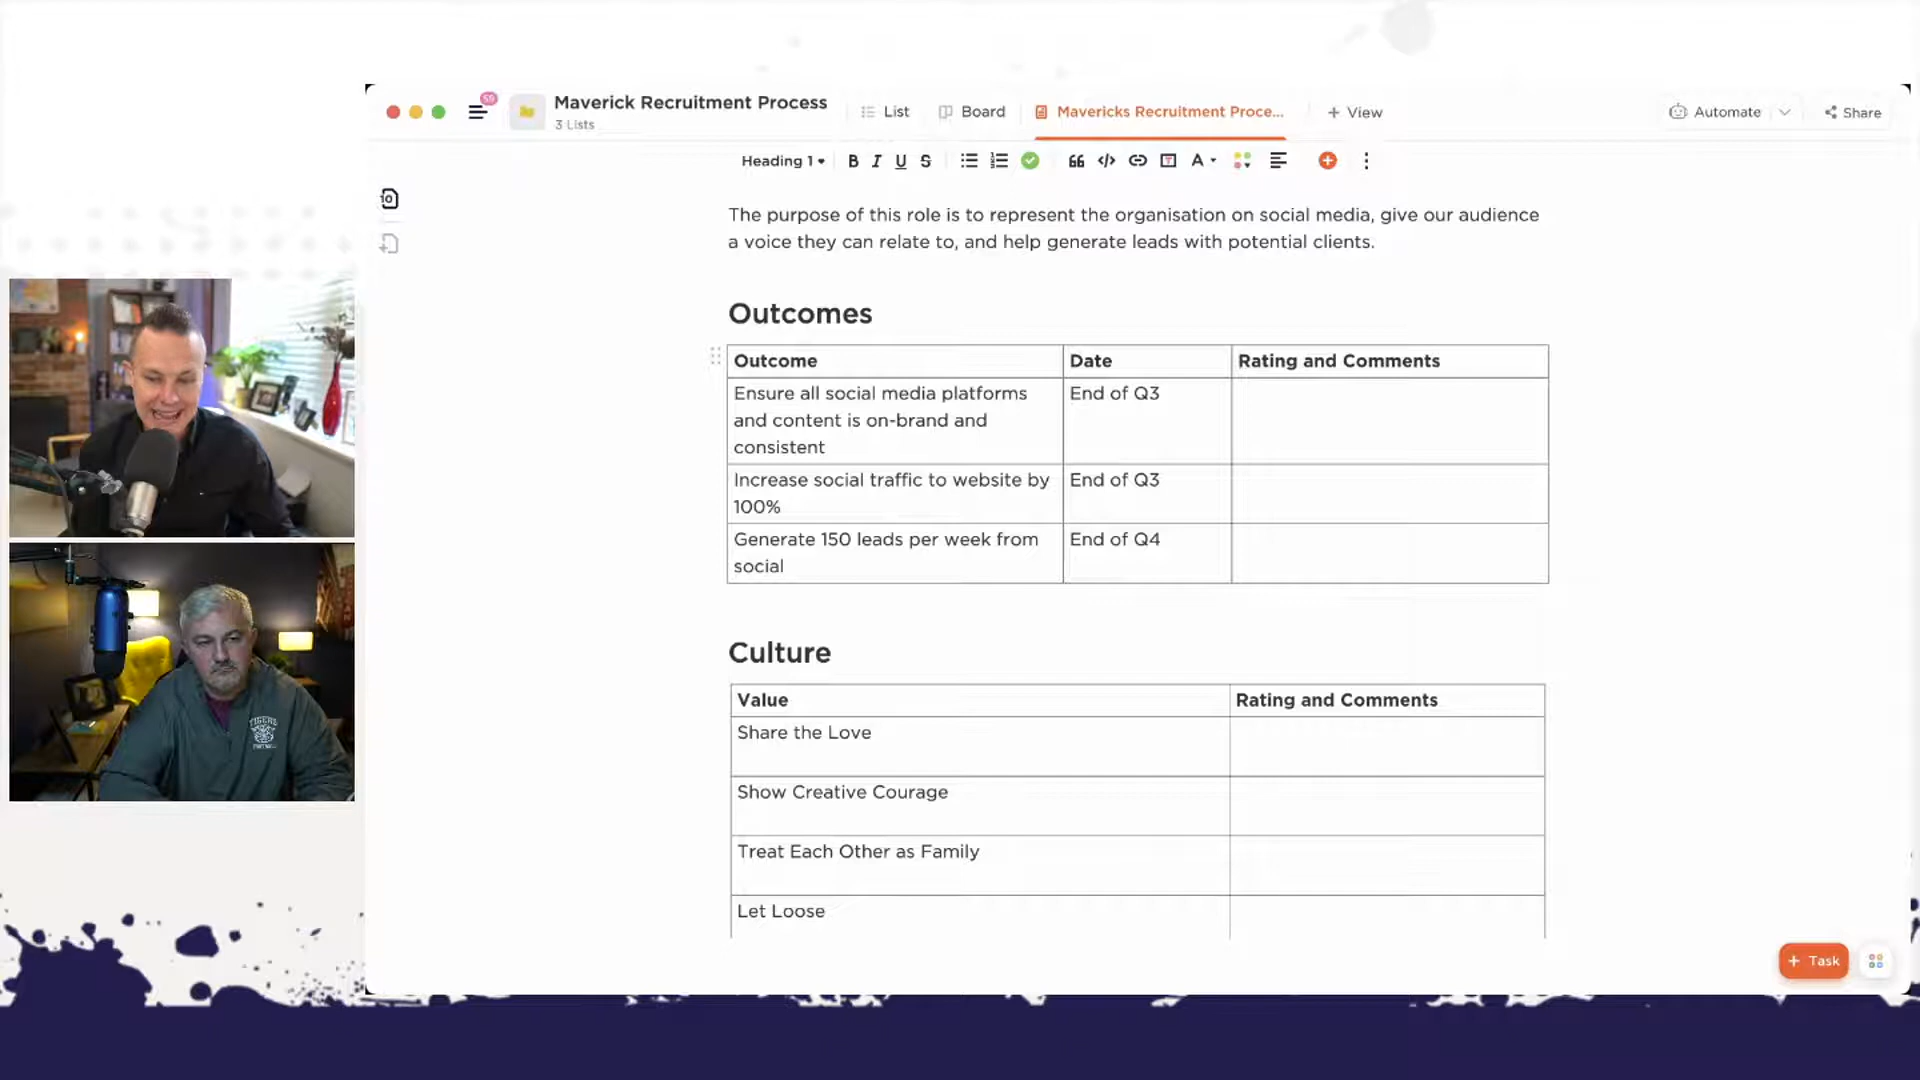 59
Maverick Recruitment Process
3 Lists
List
Board
Mavericks Recruitment Proce...
+ View
Automate
Share
Heading 1
B I U S
The purpose of this role is to represent the organisation on social media, give our audience
a voice they can relate to, and help generate leads with potential clients.
Outcomes
Outcome Date Rating and Comments
Ensure all social media platforms End of Q3
and content is on-brand and
consistent
Increase social traffic to website by End of Q3
100%
Generate 150 leads per week from End of Q4
social
Culture
Value Rating and Comments
Share the Love
Show Creative Courage
Treat Each Other as Family
Let Loose
TIGERS
+ Task